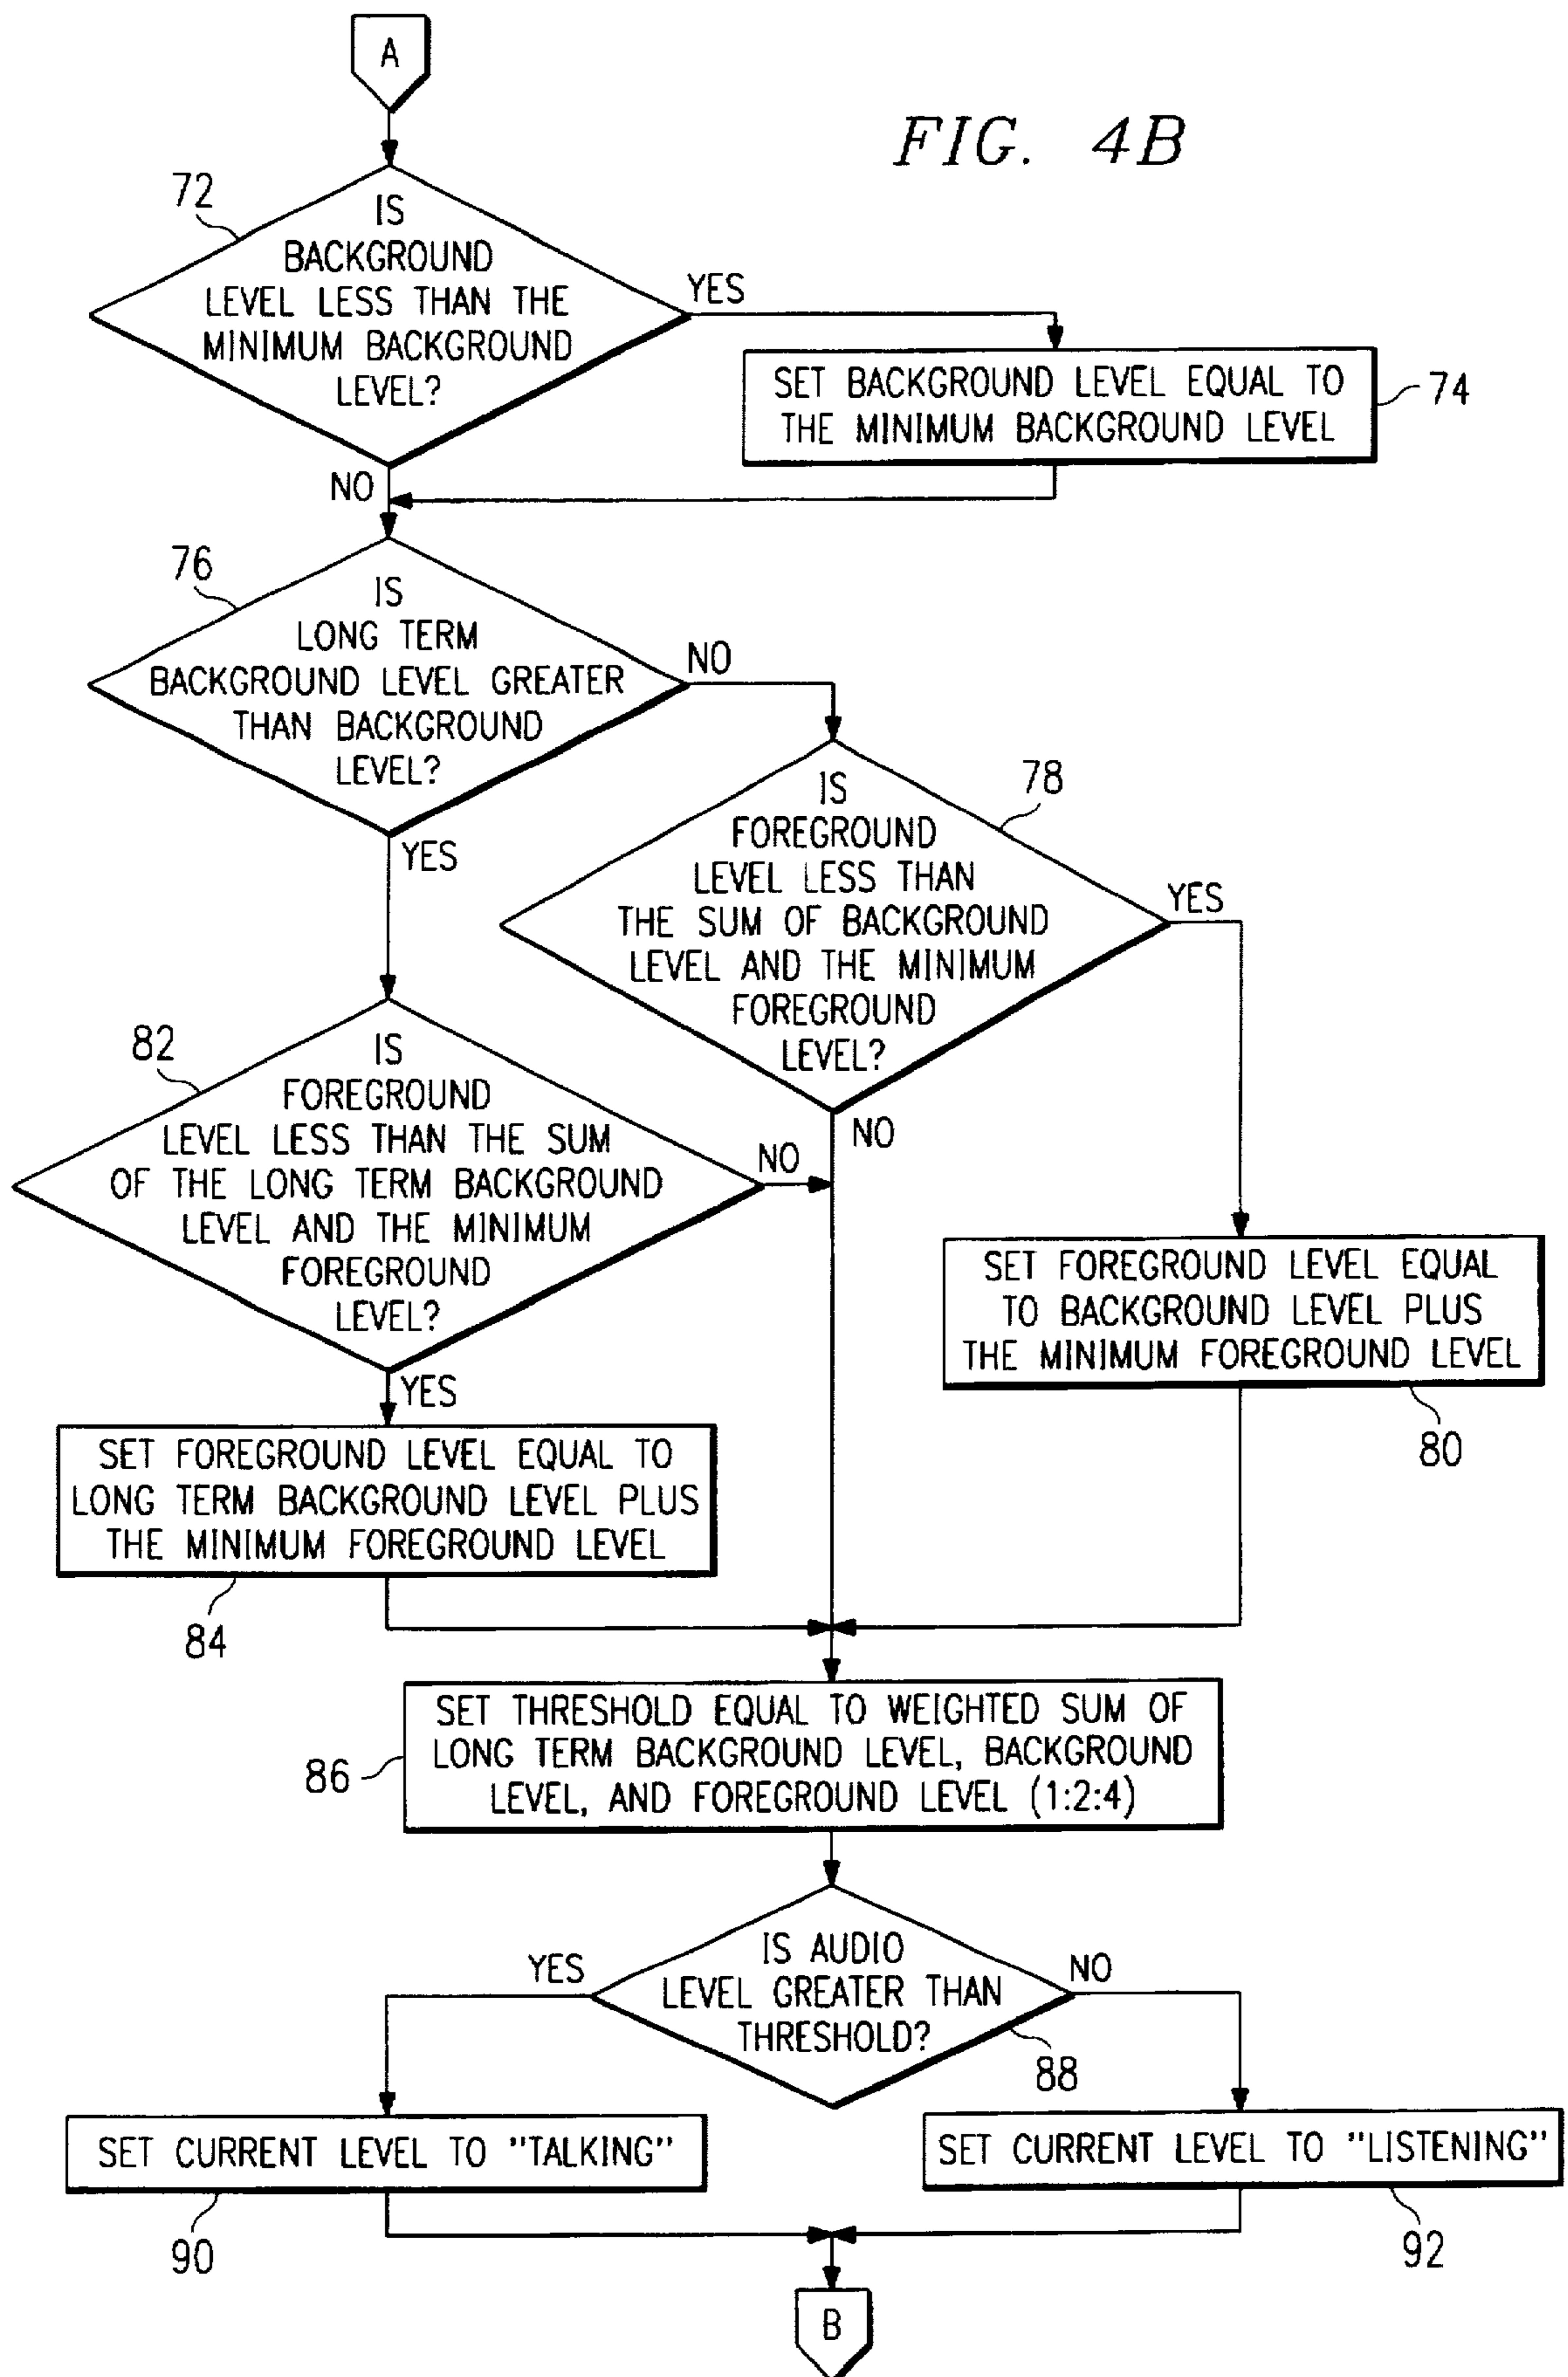 A
FIG. 4B
72
IS
BACKGROUND
LEVEL LESS THAN THE
MINIMUM BACKGROUND
LEVEL?
YES
SET BACKGROUND LEVEL EQUAL TO
THE MINIMUM BACKGROUND LEVEL
74
NO
76
IS
LONG TERM
BACKGROUND LEVEL GREATER
THAN BACKGROUND
LEVEL?
NO
YES
78
IS
FOREGROUND
LEVEL LESS THAN
THE SUM OF BACKGROUND
LEVEL AND THE MINIMUM
FOREGROUND
LEVEL?
YES
NO
82
IS
FOREGROUND
LEVEL LESS THAN THE SUM
OF THE LONG TERM BACKGROUND
LEVEL AND THE MINIMUM
FOREGROUND
LEVEL?
NO
YES
SET FOREGROUND LEVEL EQUAL
TO BACKGROUND LEVEL PLUS
THE MINIMUM FOREGROUND LEVEL
80
SET FOREGROUND LEVEL EQUAL TO
LONG TERM BACKGROUND LEVEL PLUS
THE MINIMUM FOREGROUND LEVEL
84
86
SET THRESHOLD EQUAL TO WEIGHTED SUM OF
LONG TERM BACKGROUND LEVEL, BACKGROUND
LEVEL, AND FOREGROUND LEVEL (1:2:4)
IS AUDIO
LEVEL GREATER THAN
THRESHOLD?
YES
NO
88
SET CURRENT LEVEL TO "TALKING"
90
SET CURRENT LEVEL TO "LISTENING"
92
B